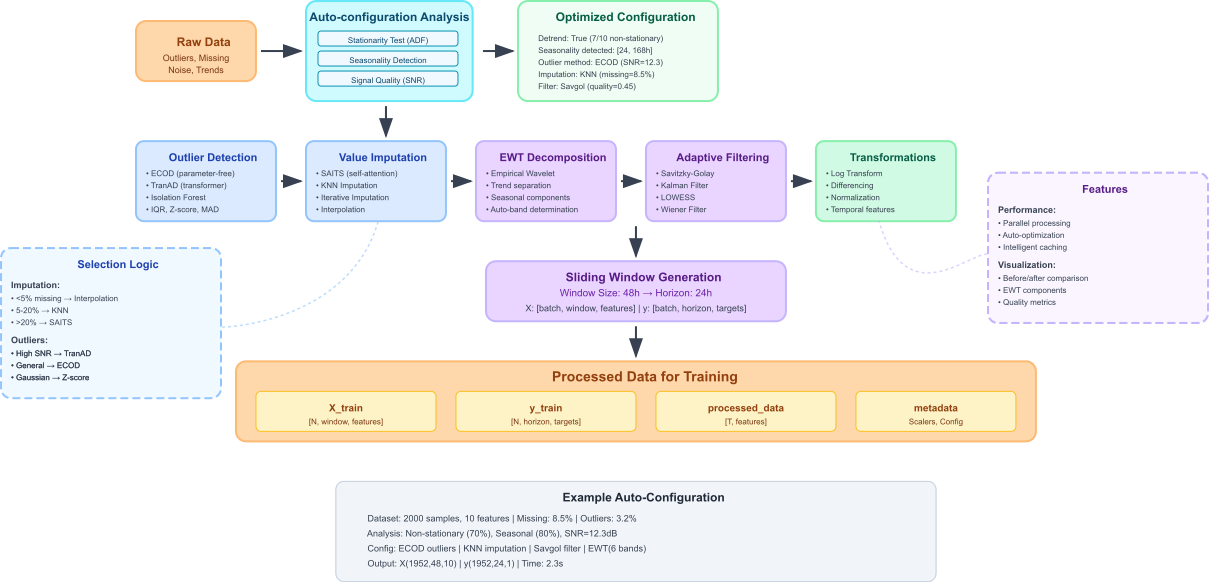 Raw Data
Outliers, Missing
Noise, Trends
Auto-configuration Analysis
Stationarity Test (ADF)
Seasonality Detection
Signal Quality (SNR)
Optimized Configuration
Detrend: True (7/10 non-stationary)
Seasonality detected: [24, 168h]
Outlier method: ECOD (SNR=12.3)
Imputation: KNN (missing=8.5%)
Filter: Savgol (quality=0.45)
Outlier Detection
• ECOD (parameter-free)
• TranAD (transformer)
• Isolation Forest
• IQR, Z-score, MAD
Value Imputation
• SAITS (self-attention)
• KNN Imputation
• Iterative Imputation
• Interpolation
EWT Decomposition
• Empirical Wavelet
• Trend separation
• Seasonal components
• Auto-band determination
Adaptive Filtering
• Savitzky-Golay
• Kalman Filter
• LOWESS
• Wiener Filter
Transformations
• Log Transform
• Differencing
• Normalization
• Temporal features
Features
Performance:
• Parallel processing
• Auto-optimization
• Intelligent caching
Visualization:
• Before/after comparison
• EWT components
• Quality metrics
Selection Logic
Imputation:
• <5% missing → Interpolation
• 5-20% → KNN
• >20% → SAITS
Outliers:
• High SNR → TranAD
• General → ECOD
• Gaussian → Z-score
Sliding Window Generation
Window Size: 48h → Horizon: 24h
X: [batch, window, features] | y: [batch, horizon, targets]
Processed Data for Training
X_train
[N, window, features]
y_train
[N, horizon, targets]
processed_data
[T, features]
metadata
Scalers, Config
Example Auto-Configuration
Dataset: 2000 samples, 10 features | Missing: 8.5% | Outliers: 3.2%
Analysis: Non-stationary (70%), Seasonal (80%), SNR=12.3dB
Config: ECOD outliers | KNN imputation | Savgol filter | EWT(6 bands)
Output: X(1952,48,10) | y(1952,24,1) | Time: 2.3s